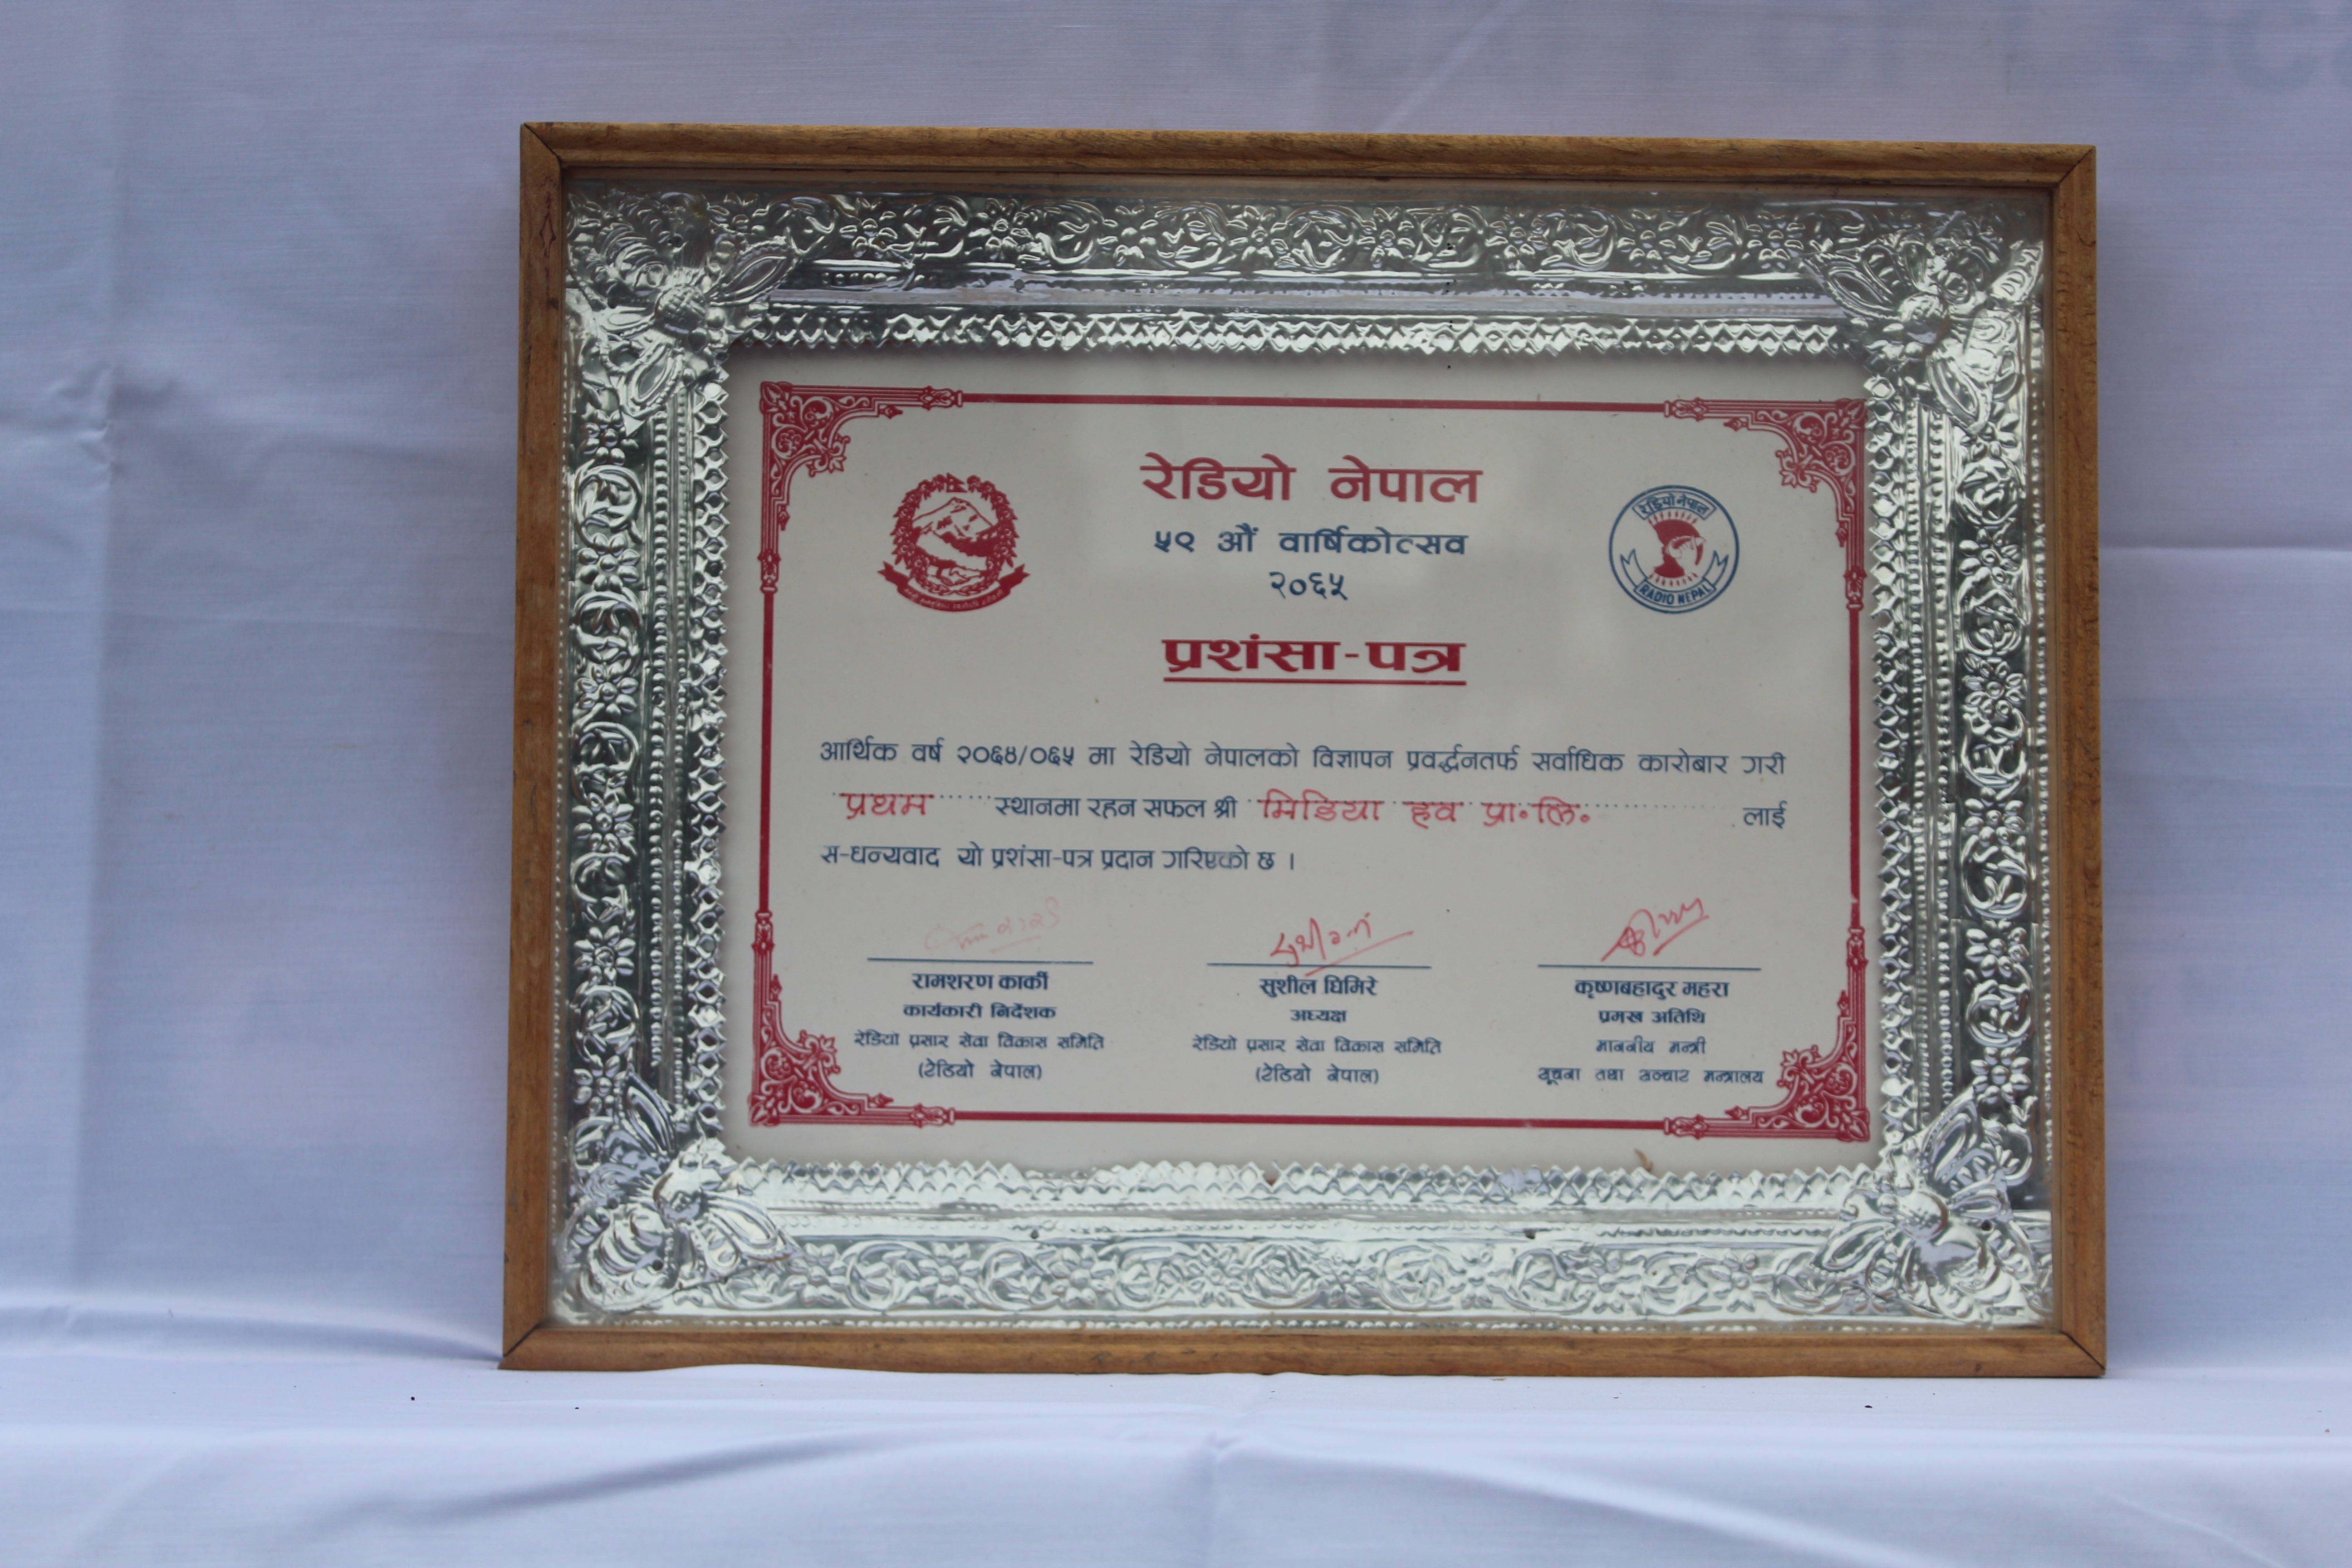 रेडियो नेपाल
५९ औं वार्षिकोत्सव
२०६५
रेडियो नेपाल
RADIO NEPAL
प्रशंसा-पत्र
आर्थिक वर्ष २०६४/०६५ मा रेडियो नेपालको विज्ञापन प्रवर्द्धनतर्फ सर्वाधिक कारोबार गरी
प्रथम स्थानमा रहन सफल श्री मिडिया हव प्रा.लि. लाई
स-धन्यवाद यो प्रशंसा-पत्र प्रदान गरिएको छ ।
रामशरण कार्की
कार्यकारी निर्देशक
रेडियो प्रसार सेवा विकास समिति
(रेडियो नेपाल)
सुशील घिमिरे
अध्यक्ष
रेडियो प्रसार सेवा विकास समिति
(रेडियो नेपाल)
कृष्णबहादुर महरा
प्रमख अतिथि
माननीय मन्त्री
सूचना तथा सञ्चार मन्त्रालय